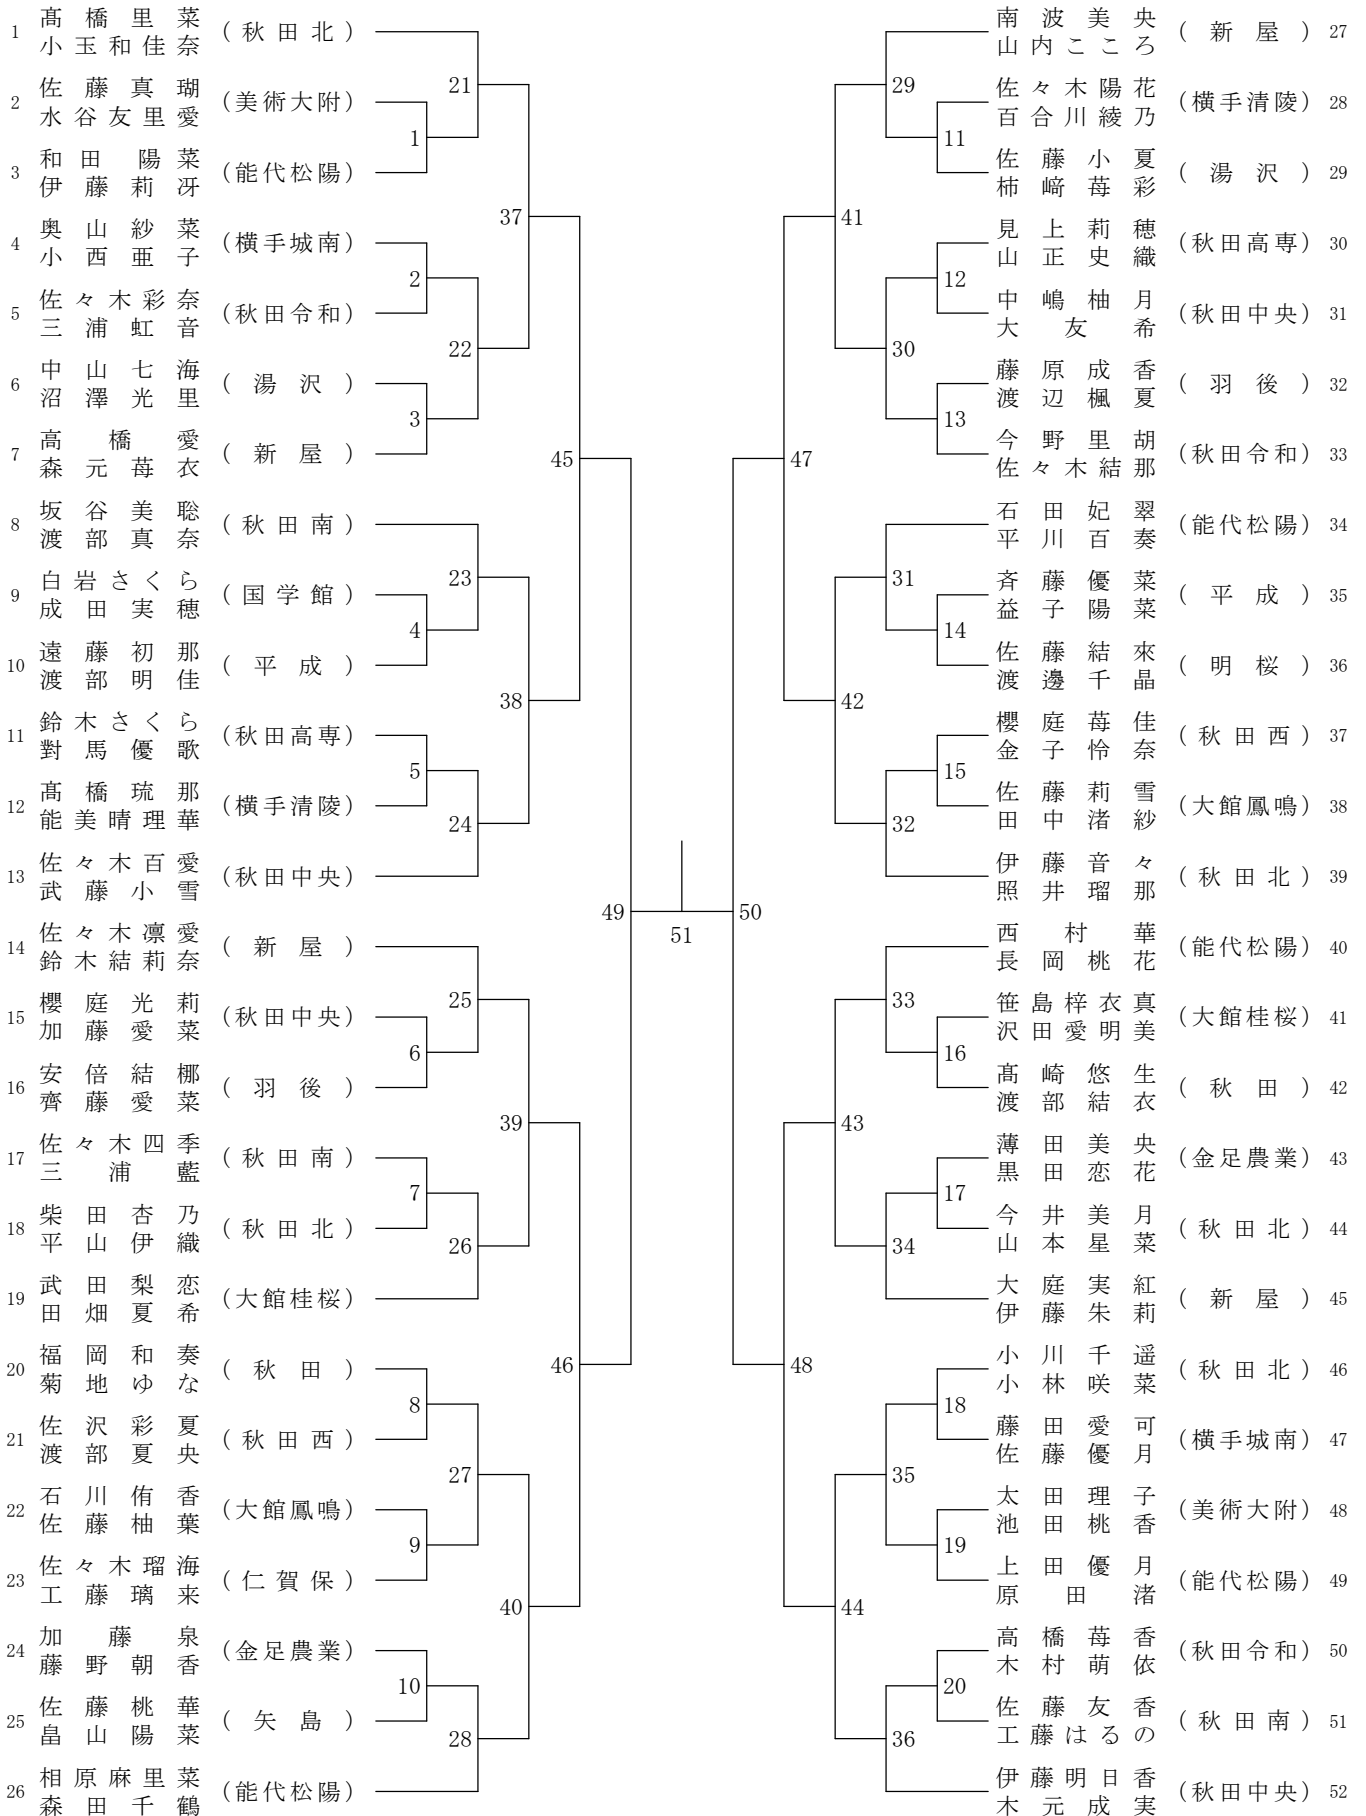 1 髙橋里菜 (秋田北)
小玉和佳奈
2 佐藤真瑚 (美術大附)
水谷友里愛
3 和田陽菜 (能代松陽)
伊藤莉冴
4 奥山紗菜 (横手城南)
小西亜子
5 佐々木彩奈 (秋田令和)
三浦虹音
6 中山七海 (湯沢)
沼澤光里
7 高橋愛 (新屋)
森元苺衣
8 坂谷美聡 (秋田南)
渡部真奈
9 白岩さくら (国学館)
成田実穂
10 遠藤初那 (平成)
渡部明佳
11 鈴木さくら (秋田高専)
對馬優歌
12 髙橋琉那 (横手清陵)
能美晴理華
13 佐々木百愛 (秋田中央)
武藤小雪
14 佐々木凛愛 (新屋)
鈴木結莉奈
15 櫻庭光莉 (秋田中央)
加藤愛菜
16 安倍結梛 (羽後)
齊藤愛菜
17 佐々木四季 (秋田南)
三浦藍
18 柴田杏乃 (秋田北)
平山伊織
19 武田梨恋 (大館桂桜)
田畑夏希
20 福岡和奏 (秋田)
菊地ゆな
21 佐沢彩夏 (秋田西)
渡部夏央
22 石川侑香 (大館鳳鳴)
佐藤柚葉
23 佐々木瑠海 (仁賀保)
工藤璃来
24 加藤泉 (金足農業)
藤野朝香
25 佐藤桃華 (矢島)
畠山陽菜
26 相原麻里菜 (能代松陽)
森田千鶴
1
2
3
4
5
6
7
8
9
10
21
22
23
24
25
26
27
28
37
38
39
40
45
46
49
51
50
47
48
41
42
43
44
29
30
31
32
33
34
35
36
11
12
13
14
15
16
17
18
19
20
南波美央 (新屋) 27
山内こころ
佐々木陽花 (横手清陵) 28
百合川綾乃
佐藤小夏 (湯沢) 29
柿﨑苺彩
見上莉穂 (秋田高専) 30
山正史織
中嶋柚月 (秋田中央) 31
大友希
藤原成香 (羽後) 32
渡辺楓夏
今野里胡 (秋田令和) 33
佐々木結那
石田妃翠 (能代松陽) 34
平川百奏
斉藤優菜 (平成) 35
益子陽菜
佐藤結來 (明桜) 36
渡邊千晶
櫻庭苺佳 (秋田西) 37
金子怜奈
佐藤莉雪 (大館鳳鳴) 38
田中渚紗
伊藤音々 (秋田北) 39
照井瑠那
西村華 (能代松陽) 40
長岡桃花
笹島梓衣真 (大館桂桜) 41
沢田愛明美
髙崎悠生 (秋田) 42
渡部結衣
薄田美央 (金足農業) 43
黒田恋花
今井美月 (秋田北) 44
山本星菜
大庭実紅 (新屋) 45
伊藤朱莉
小川千遥 (秋田北) 46
小林咲菜
藤田愛可 (横手城南) 47
佐藤優月
太田理子 (美術大附) 48
池田桃香
上田優月 (能代松陽) 49
原田渚
高橋苺香 (秋田令和) 50
木村萌依
佐藤友香 (秋田南) 51
工藤はるの
伊藤明日香 (秋田中央) 52
木元成実